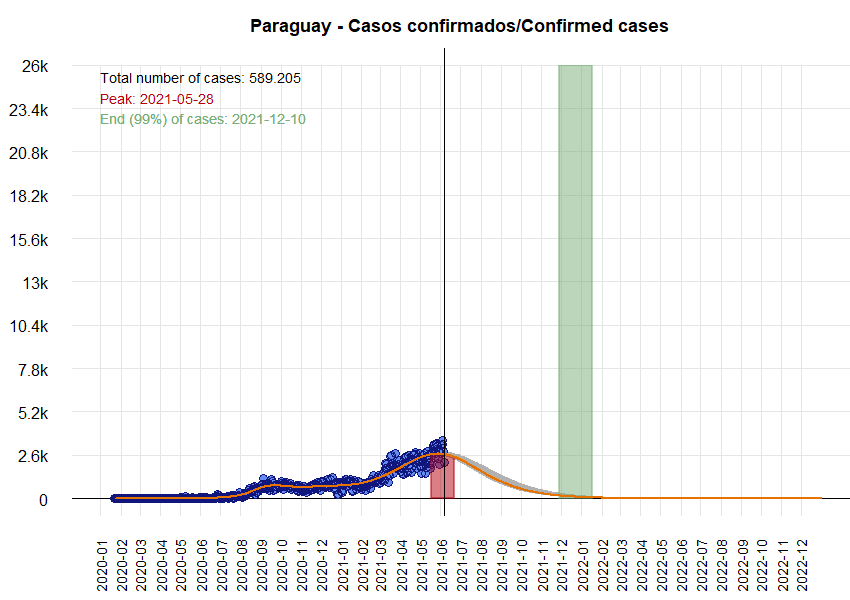 Paraguay - Casos confirmados/Confirmed cases
Total number of cases: 589.205
Peak: 2021-05-28
End (99%) of cases: 2021-12-10
26k
23.4k
20.8k
18.2k
15.6k
13k
10.4k
7.8k
5.2k
2.6k
0
2020-01
2020-02
2020-03
2020-04
2020-05
2020-06
2020-07
2020-08
2020-09
2020-10
2020-11
2020-12
2021-01
2021-02
2021-03
2021-04
2021-05
2021-06
2021-07
2021-08
2021-09
2021-10
2021-11
2021-12
2022-01
2022-02
2022-03
2022-04
2022-05
2022-06
2022-07
2022-08
2022-09
2022-10
2022-11
2022-12